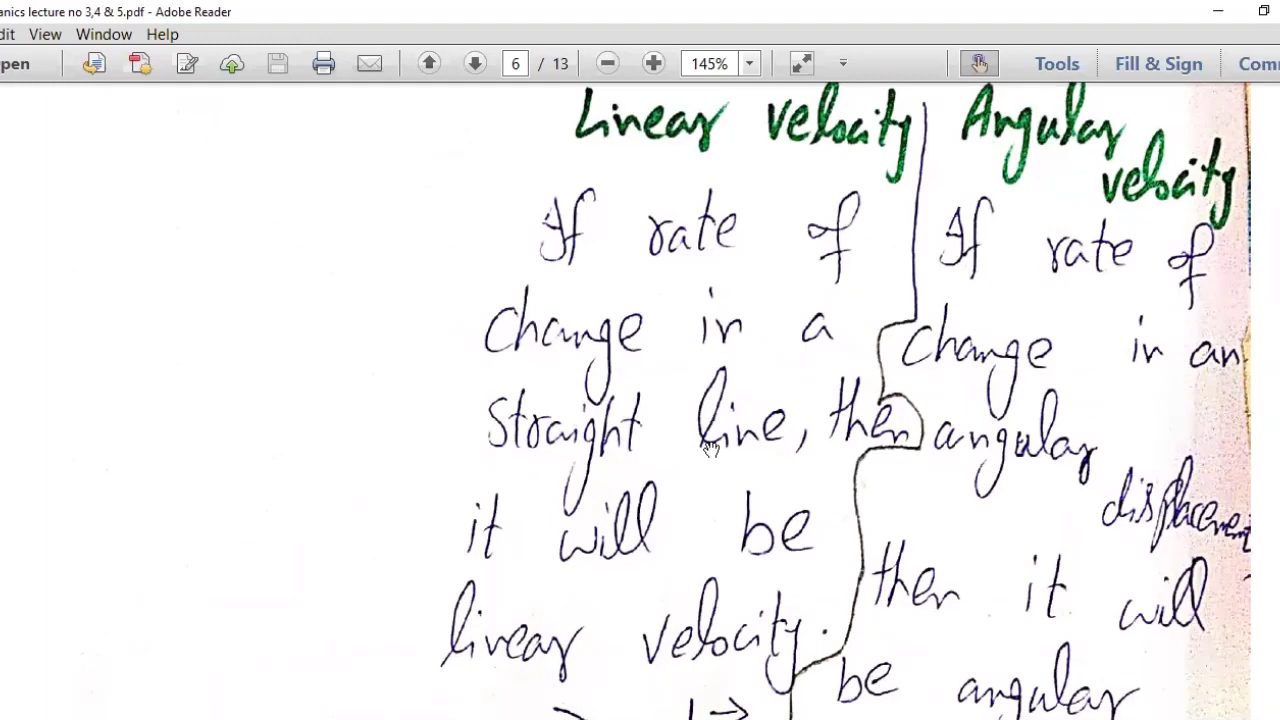 anics lecture no 3,4 & 5.pdf - Adobe Reader
dit View Window Help
pen 6 / 13 145% Tools Fill & Sign Com
Linear velocity
If rate of
change in a
straight line, then
it will be
linear velocity.
Angular
velocity
If rate of
change in an
angular
displacement
then it will
be angular